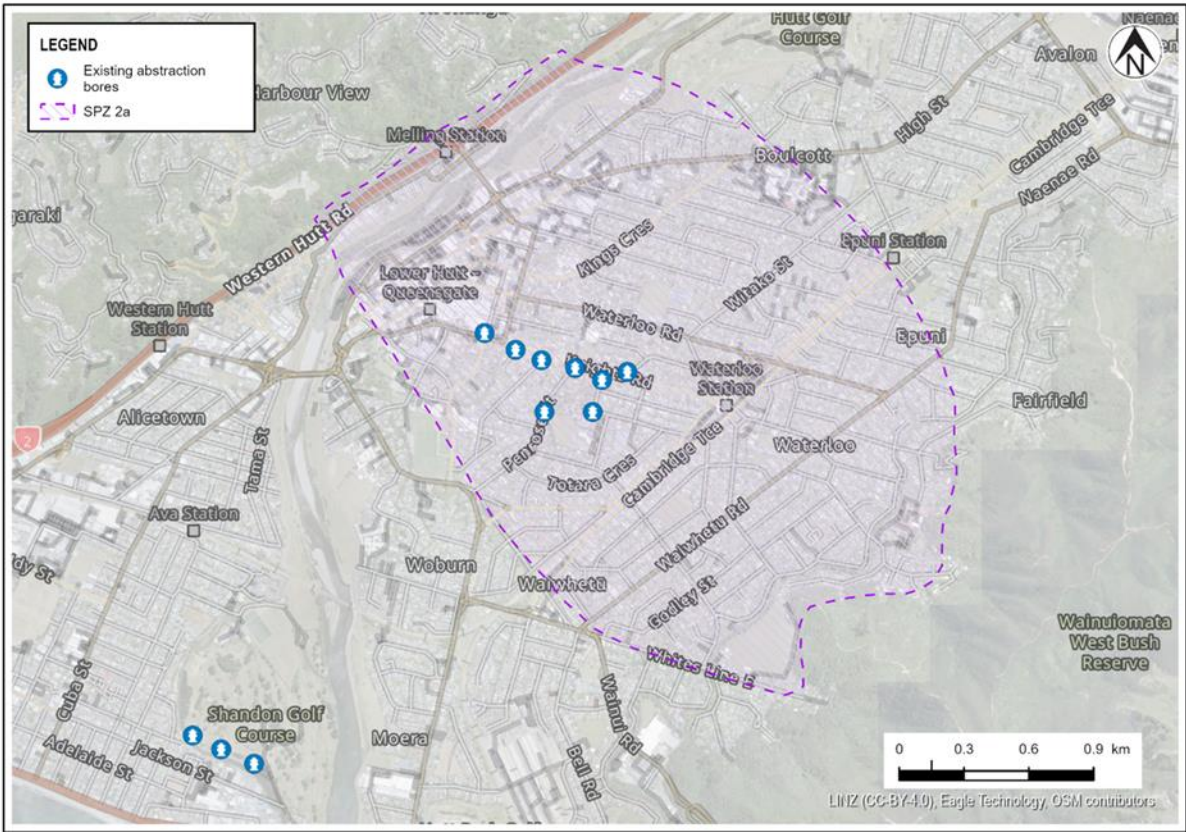 LEGEND
Existing abstraction
bores
SPZ 2a
Hutt Golf
Course
Avalon
N
Harbour View
Melling Station
High St
Cambridge Tce
Naenae Rd
Boulcott
Western Hutt Rd
Kings Cres
Epuni Station
Lower Hutt -
Queensgate
Witako St
Western Hutt
Station
Waterloo Rd
Epuni
Knights Rd
Waterloo
Station
Alicetown
Fairfield
2
Tama St
Penrose St
Waterloo
Totara Cres
Cambridge Tce
Ava Station
Waiwhetu Rd
Woburn
Waiwhetū
Godley St
Wainuiomata
West Bush
Reserve
Whites Line E
Cuba St
Shandon Golf
Course
Wainui Rd
Moera
Jackson St
Adelaide St
Bell Rd
0 0.3 0.6 0.9 km
LINZ (CC-BY-4.0), Eagle Technology, OSM contributors